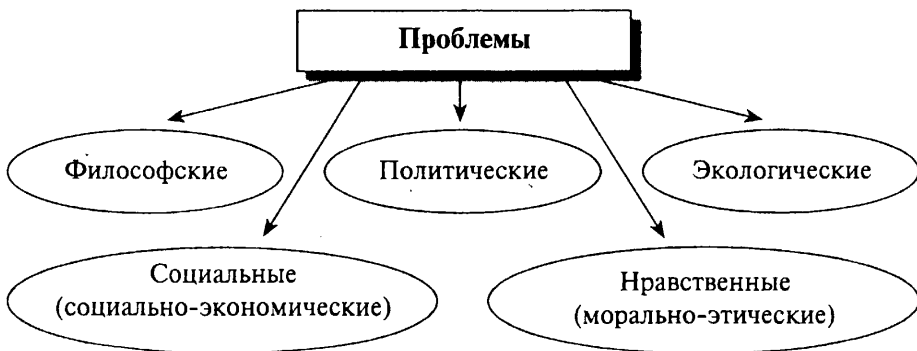 Проблемы
Философские
Политические
Экологические
Социальные
(социально-экономические)
Нравственные
(морально-этические)